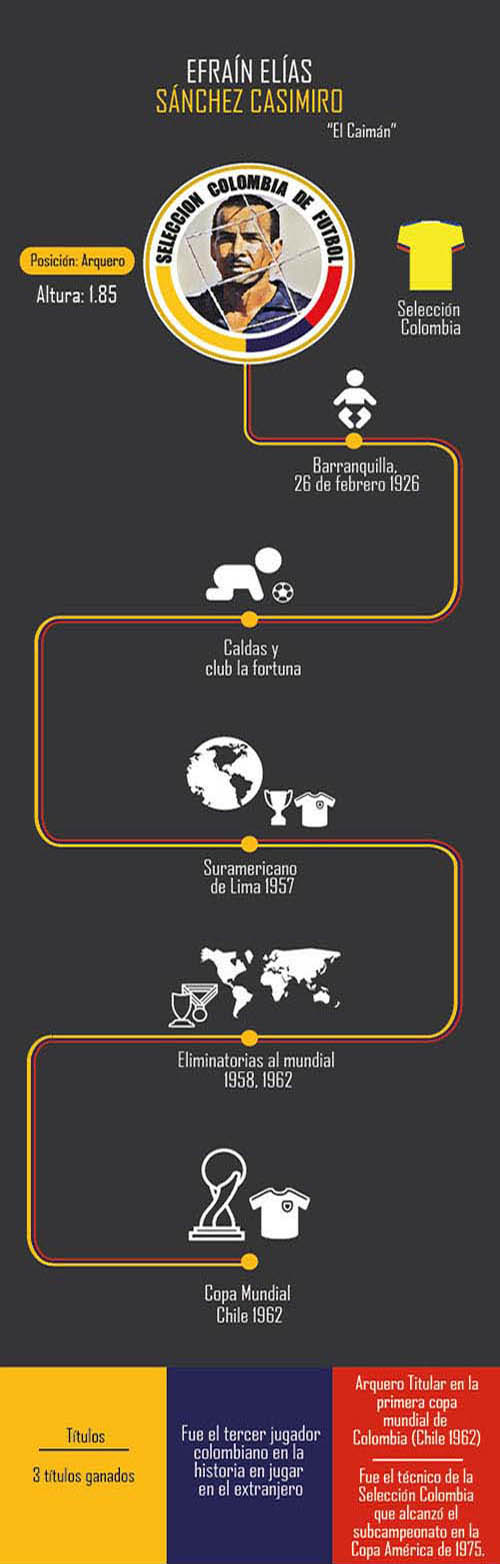 EFRAÍN ELÍAS
SÁNCHEZ CASIMIRO
"El Caimán"
SELECCION COLOMBIA DE FUTBOL
Posición: Arquero
Altura: 1.85
Selección
Colombia
Barranquilla,
26 de febrero 1926
Caldas y
club la fortuna
Suramericano
de Lima 1957
Eliminatorias al mundial
1958, 1962
Copa Mundial
Chile 1962
Títulos
3 títulos ganados
Fue el tercer jugador
colombiano en la
historia en jugar
en el extranjero
Arquero Titular en la
primera copa
mundial de
Colombia (Chile 1962)
Fue el técnico de la
Selección Colombia
que alcanzó el
subcampeonato en la
Copa América de 1975.